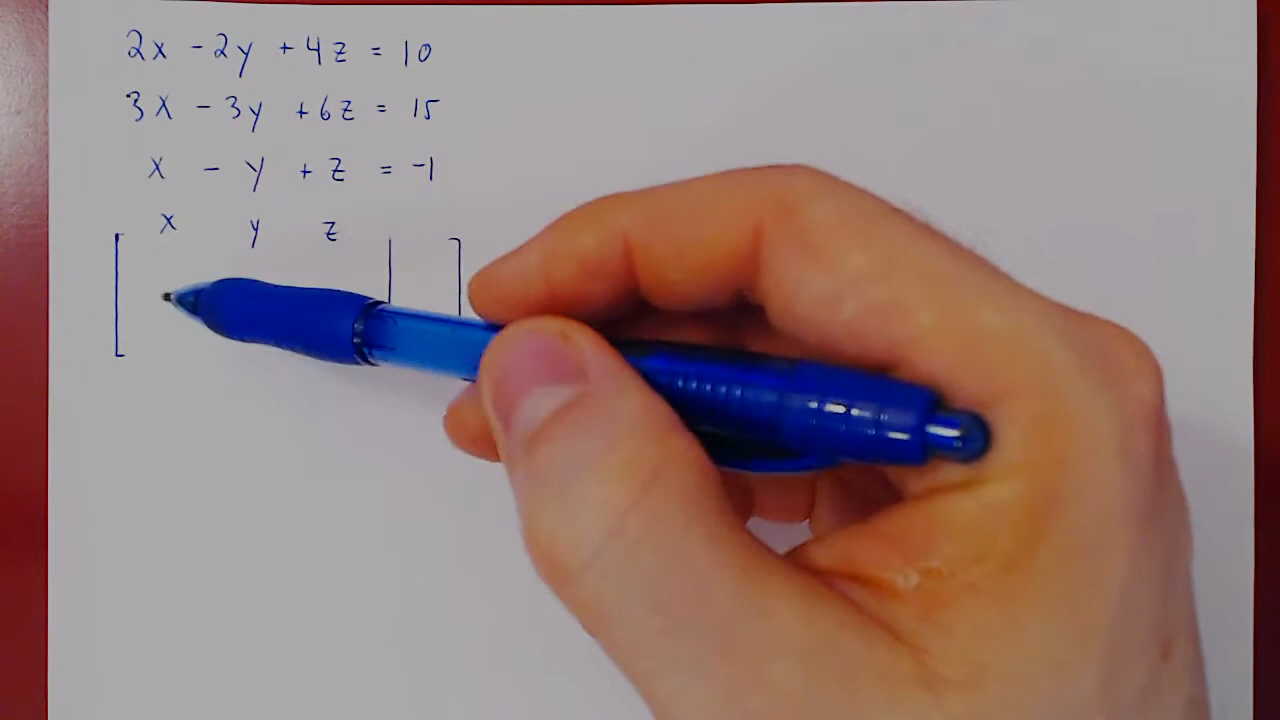 2x - 2y + 4z = 10
3x - 3y + 6z = 15
x - y + z = -1
x y z